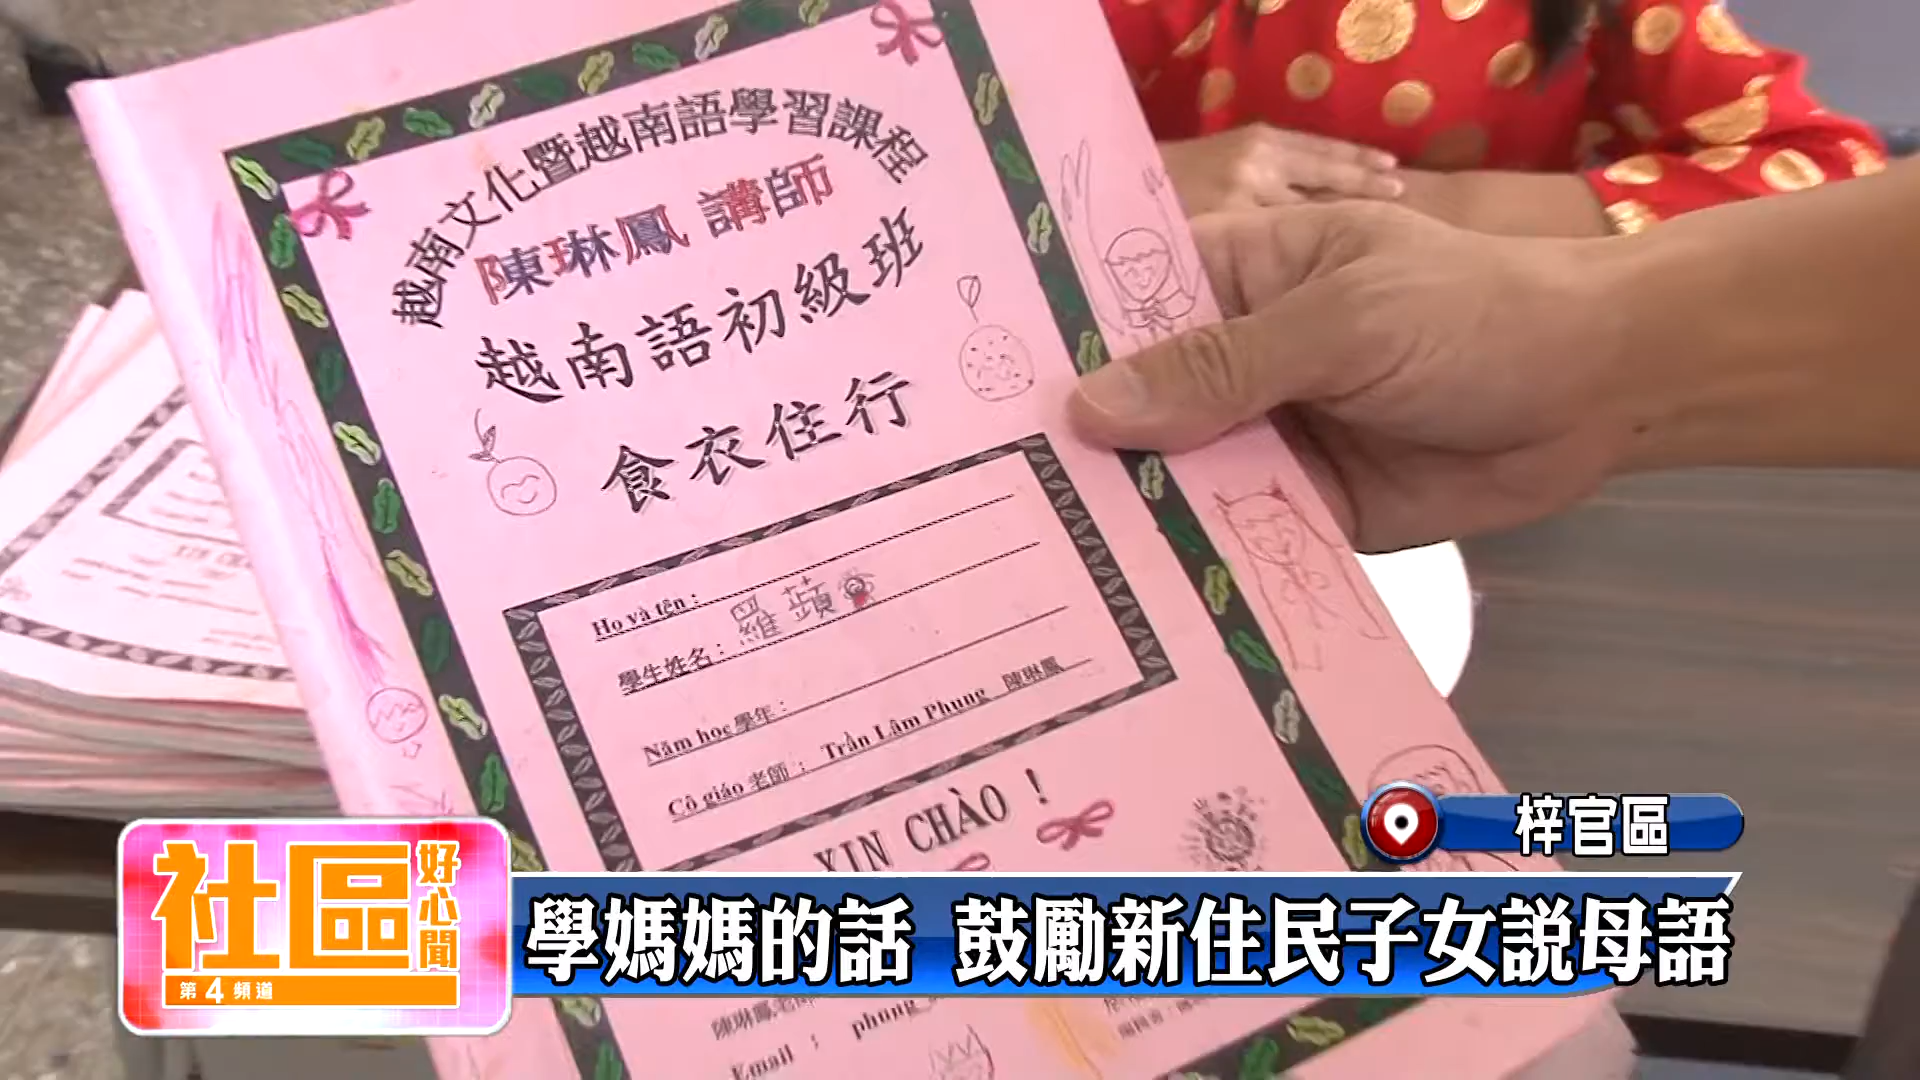 越南文化暨越南語學習課程
陳琳鳳 講師
越南語初級班
食衣住行
Họ và tên :
學生姓名 : 羅蘋
Năm học 學年 :
Cô giáo 老師 : Trần Lâm Phụng 陳琳鳳
XIN CHÀO !
Email : phung
梓官區
社區
好心聞
第4頻道
學媽媽的話 鼓勵新住民子女說母語